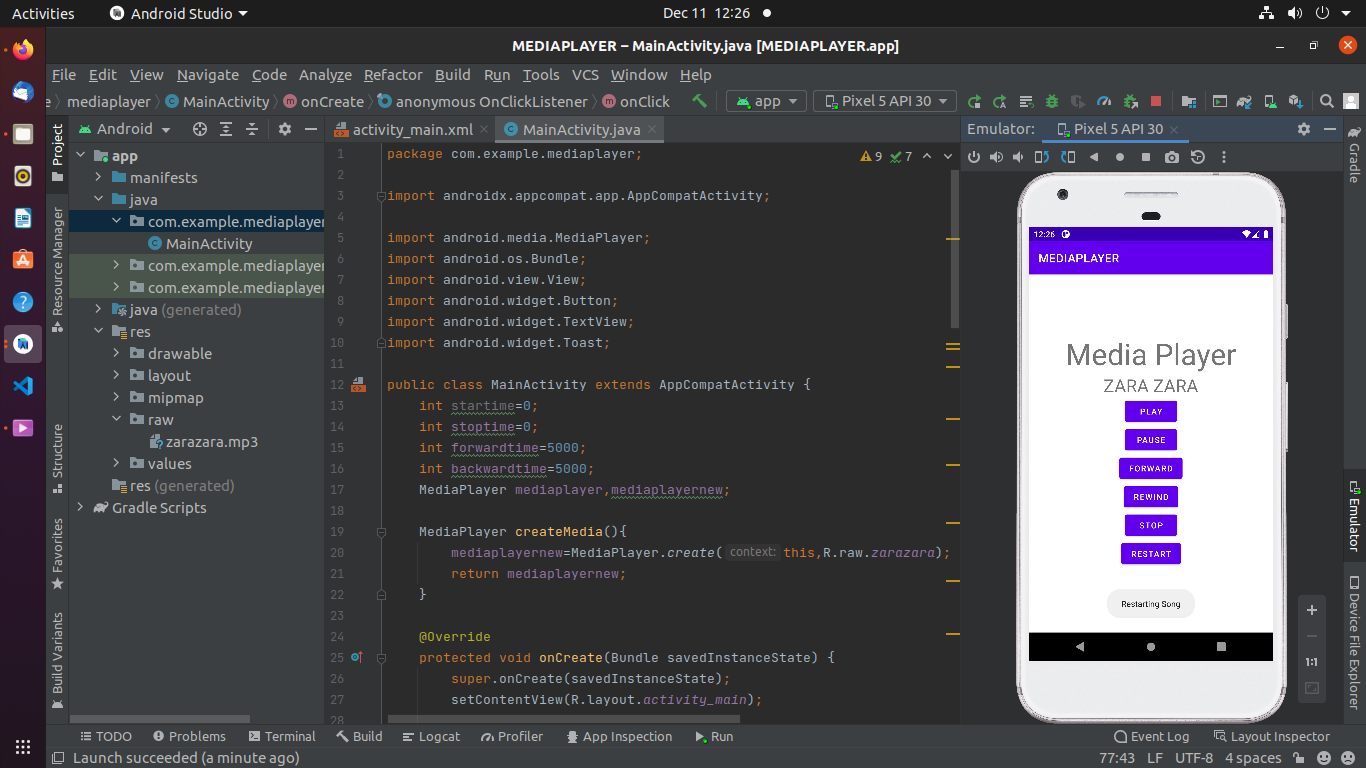 Activities Android Studio Dec 11 12:26
MEDIAPLAYER – MainActivity.java [MEDIAPLAYER.app]
File Edit View Navigate Code Analyze Refactor Build Run Tools VCS Window Help
e mediaplayer MainActivity onCreate anonymous OnClickListener onClick app Pixel 5 API 30
Android
activity_main.xml MainActivity.java
Emulator: Pixel 5 API 30
Project
Resource Manager
Structure
Favorites
Build Variants
app
manifests
java
com.example.mediaplayer
MainActivity
com.example.mediaplayer
com.example.mediaplayer
java (generated)
res
drawable
layout
mipmap
raw
zarazara.mp3
values
res (generated)
Gradle Scripts
9 7
1 package com.example.mediaplayer;
2
3 import androidx.appcompat.app.AppCompatActivity;
4
5 import android.media.MediaPlayer;
6 import android.os.Bundle;
7 import android.view.View;
8 import android.widget.Button;
9 import android.widget.TextView;
10 import android.widget.Toast;
11
12 public class MainActivity extends AppCompatActivity {
13 int startime=0;
14 int stoptime=0;
15 int forwardtime=5000;
16 int backwardtime=5000;
17 MediaPlayer mediaplayer,mediaplayernew;
18
19 MediaPlayer createMedia(){
20 mediaplayernew=MediaPlayer.create( context: this,R.raw.zarazara);
21 return mediaplayernew;
22 }
23
24 @Override
25 protected void onCreate(Bundle savedInstanceState) {
26 super.onCreate(savedInstanceState);
27 setContentView(R.layout.activity_main);
28
12:26
MEDIAPLAYER
Media Player
ZARA ZARA
PLAY
PAUSE
FORWARD
REWIND
STOP
RESTART
Restarting Song
1:1
Gradle
Emulator
Device File Explorer
TODO Problems Terminal Build Logcat Profiler App Inspection Run Event Log Layout Inspector
Launch succeeded (a minute ago) 77:43 LF UTF-8 4 spaces